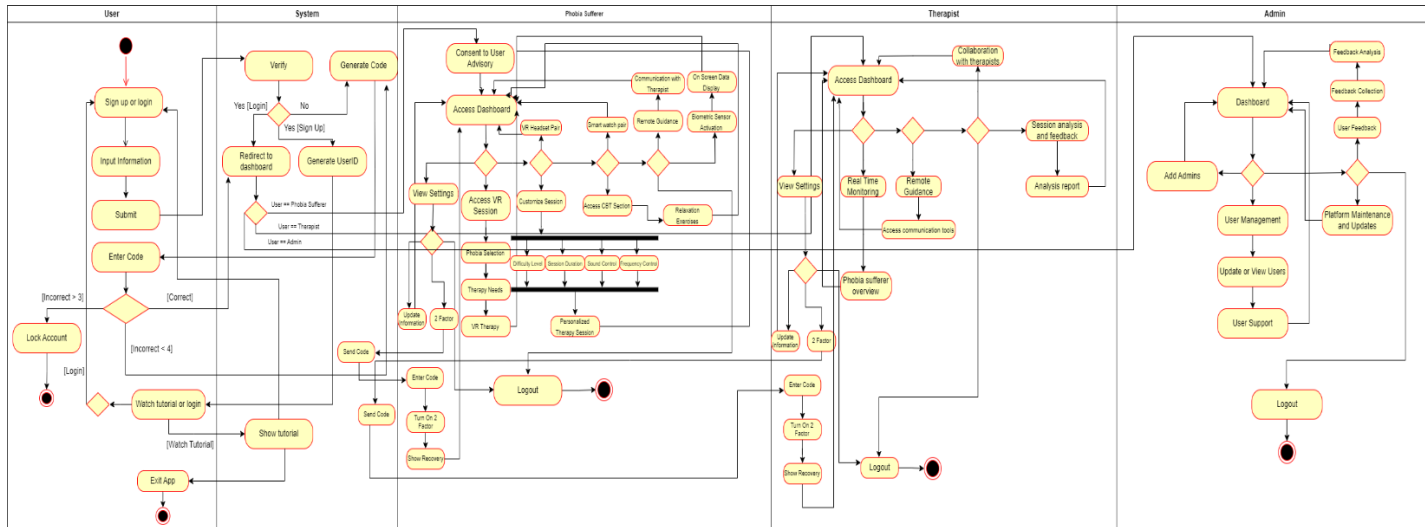 User
System
Phobia Sufferer
Therapist
Admin
Sign up or login
Input Information
Submit
Enter Code
[Incorrect > 3]
[Correct]
Lock Account
[Incorrect < 4]
[Login]
Watch tutorial or login
[Watch Tutorial]
Exit App
Verify
Generate Code
Yes [Login]
No
Yes [Sign Up]
Redirect to
dashboard
Generate UserID
User == Phobia Sufferer
User == Therapist
User == Admin
Send Code
Send Code
Show tutorial
Consent to User
Advisory
Access Dashboard
Communication with
Therapist
On Screen Data
Display
VR Headset Pair
Smart watch pair
Remote Guidance
Biometric Sensor
Activation
View Settings
Access VR
Session
Customize Session
Access CBT Section
Relaxation
Exercises
Phobia Selection
Difficulty Level
Session Duration
Sound Control
Frequency Control
Therapy Needs
Update
Information
2 Factor
VR Therapy
Personalized
Therapy Session
Enter Code
Turn On 2
Factor
Show Recovery
Logout
Collaboration
with therapists
Access Dashboard
Session analysis
and feedback
View Settings
Real Time
Monitoring
Remote
Guidance
Analysis report
Access communication tools
Phobia sufferer
overview
Update
Information
2 Factor
Enter Code
Turn On 2
Factor
Show Recovery
Logout
Feedback Analysis
Feedback Collection
Dashboard
User Feedback
Add Admins
User Management
Platform Maintenance
and Updates
Update or View Users
User Support
Logout